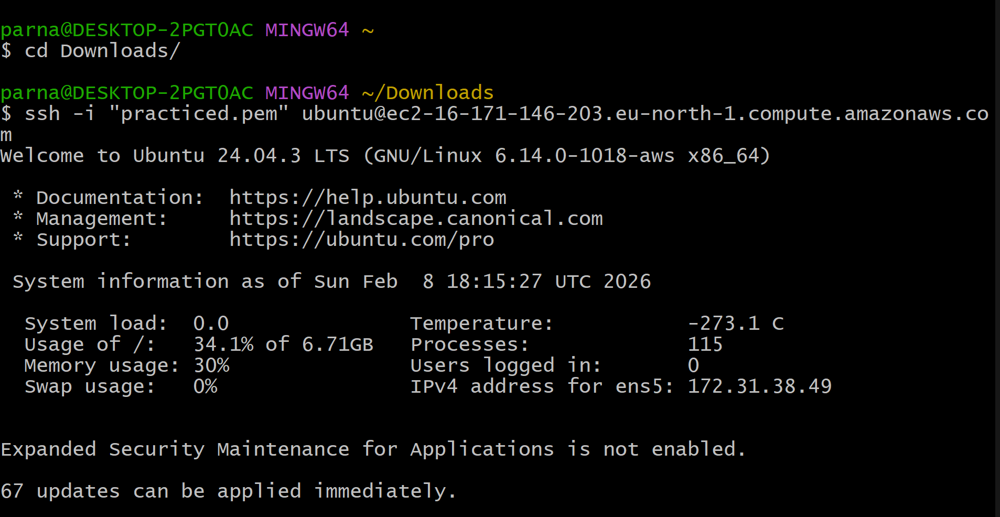 parna@DESKTOP-2PGT0AC MINGW64 ~
$ cd Downloads/
parna@DESKTOP-2PGT0AC MINGW64 ~/Downloads
$ ssh -i "practiced.pem" ubuntu@ec2-16-171-146-203.eu-north-1.compute.amazonaws.co
m
Welcome to Ubuntu 24.04.3 LTS (GNU/Linux 6.14.0-1018-aws x86_64)
 * Documentation:  https://help.ubuntu.com
 * Management:     https://landscape.canonical.com
 * Support:        https://ubuntu.com/pro
 System information as of Sun Feb  8 18:15:27 UTC 2026
  System load:  0.0               Temperature:           -273.1 C
  Usage of /:   34.1% of 6.71GB   Processes:             115
  Memory usage: 30%               Users logged in:       0
  Swap usage:   0%                IPv4 address for ens5: 172.31.38.49
Expanded Security Maintenance for Applications is not enabled.
67 updates can be applied immediately.